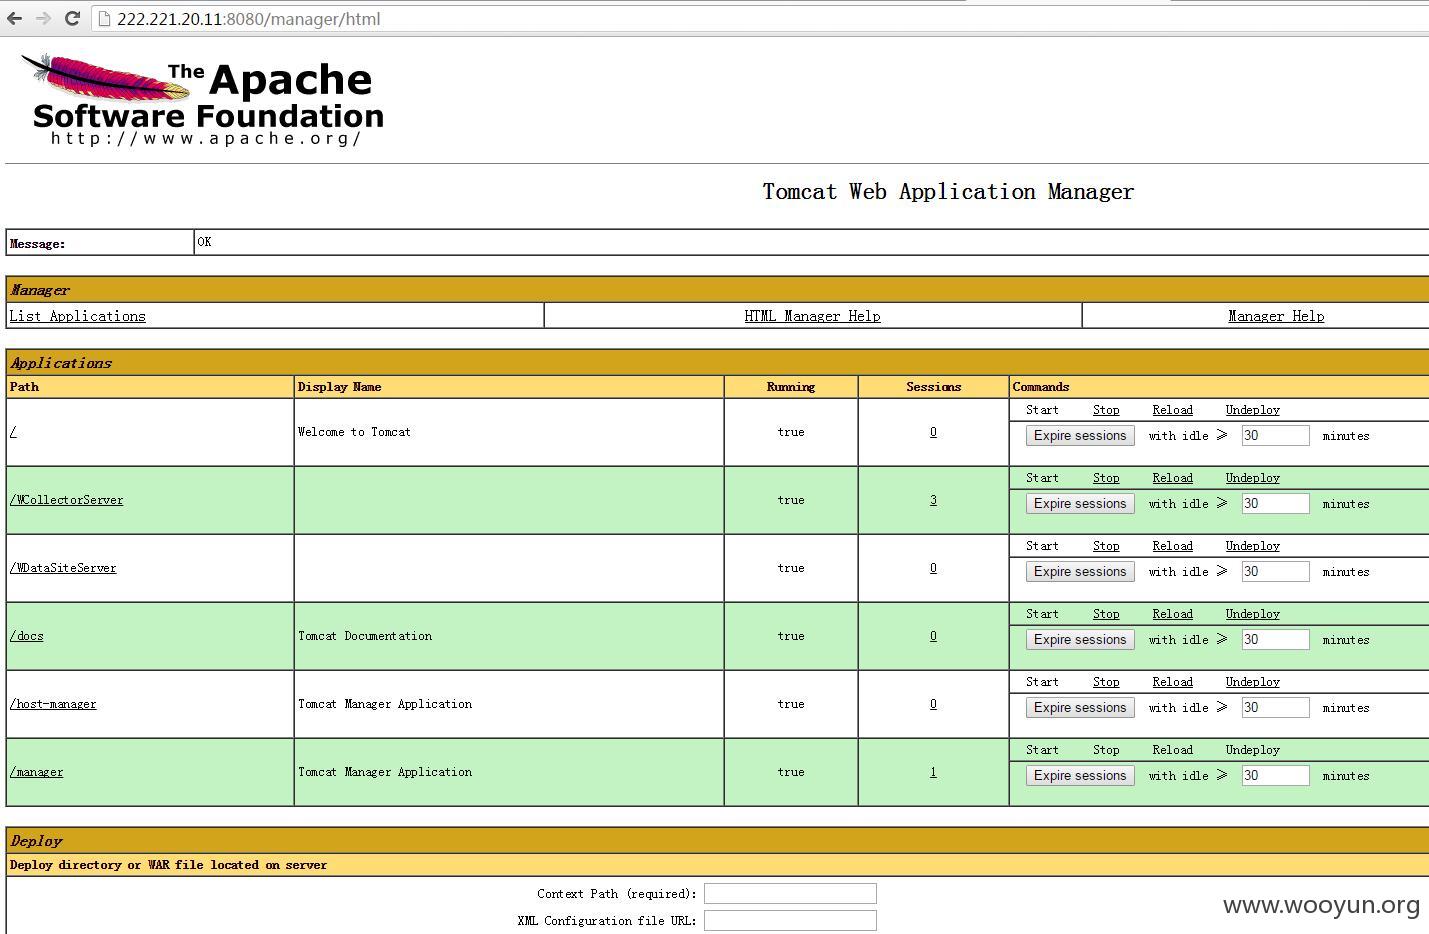 222.221.20.11:8080/manager/html
The Apache
Software Foundation
http://www.apache.org/
Tomcat Web Application Manager
Message: OK
Manager
List Applications HTML Manager Help Manager Help
Applications
Path Display Name Running Sessions Commands
/ Welcome to Tomcat true 0 Start Stop Reload Undeploy
Expire sessions with idle ≥ 30 minutes
/WCollectorServer true 3 Start Stop Reload Undeploy
Expire sessions with idle ≥ 30 minutes
/WDataSiteServer true 0 Start Stop Reload Undeploy
Expire sessions with idle ≥ 30 minutes
/docs Tomcat Documentation true 0 Start Stop Reload Undeploy
Expire sessions with idle ≥ 30 minutes
/host-manager Tomcat Manager Application true 0 Start Stop Reload Undeploy
Expire sessions with idle ≥ 30 minutes
/manager Tomcat Manager Application true 1 Start Stop Reload Undeploy
Expire sessions with idle ≥ 30 minutes
Deploy
Deploy directory or WAR file located on server
Context Path (required):
XML Configuration file URL:
www.wooyun.org